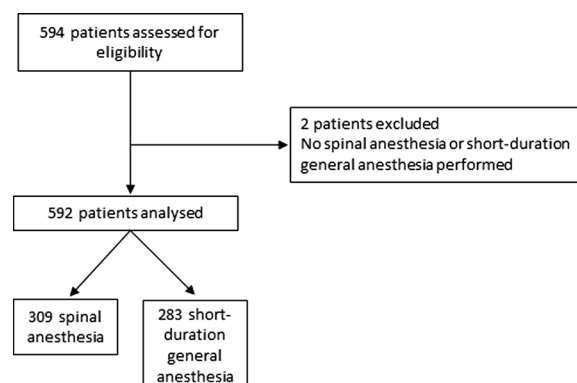 594 patients assessed for
eligibility
2 patients excluded
No spinal anesthesia or short-duration
general anesthesia performed
592 patients analysed
309 spinal
anesthesia
283 short-
duration
general
anesthesia